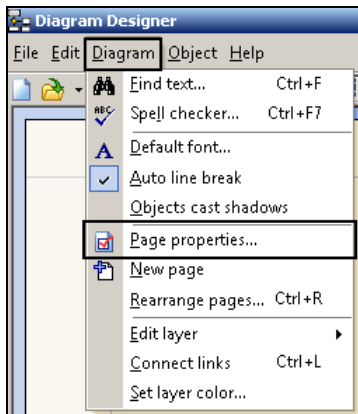 Diagram Designer
File Edit Diagram Object Help
Find text... Ctrl+F
ABC Spell checker... Ctrl+F7
A Default font...
Auto line break
Objects cast shadows
Page properties...
New page
Rearrange pages... Ctrl+R
Edit layer
Connect links Ctrl+L
Set layer color...